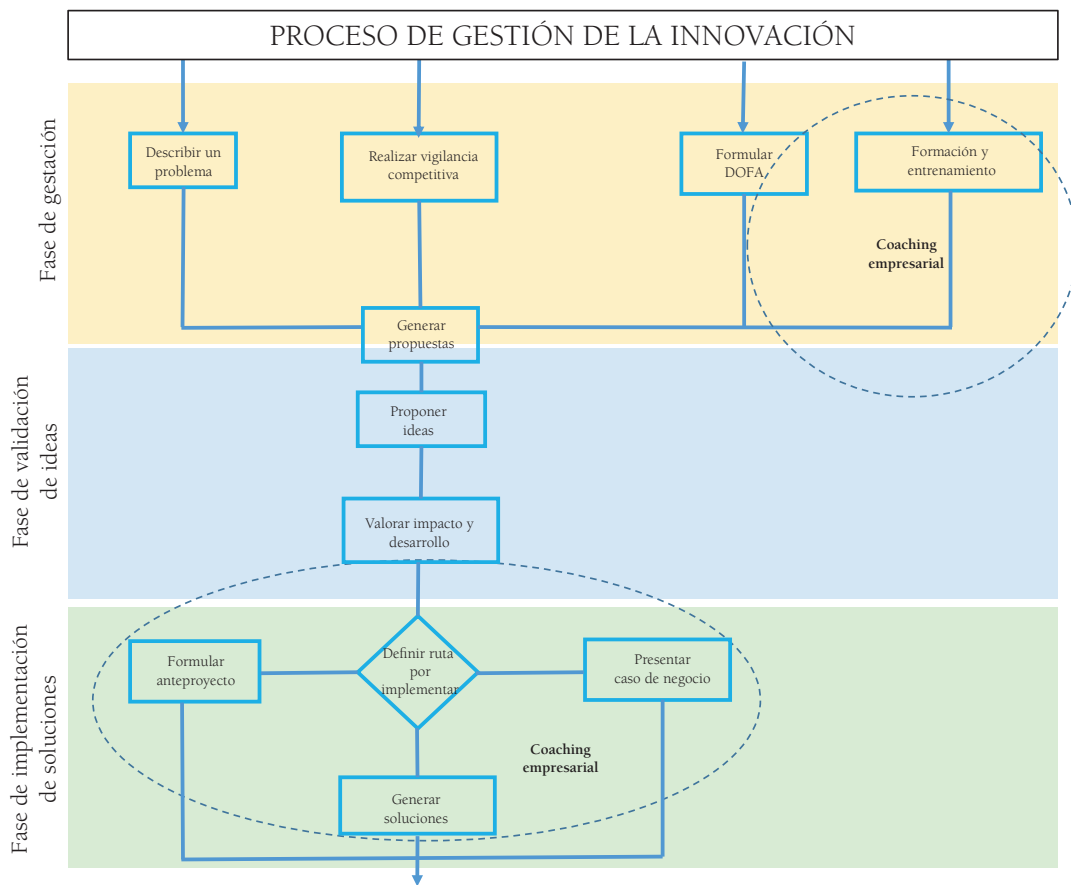 PROCESO DE GESTIÓN DE LA INNOVACIÓN
Fase de gestación
Describir un
problema
Realizar vigilancia
competitiva
Formular
DOFA
Formación y
entrenamiento
Coaching
empresarial
Generar
propuestas
Fase de validación
de ideas
Proponer
ideas
Valorar impacto y
desarrollo
Fase de implementación
de soluciones
Formular
anteproyecto
Definir ruta
por
implementar
Presentar
caso de negocio
Coaching
empresarial
Generar
soluciones